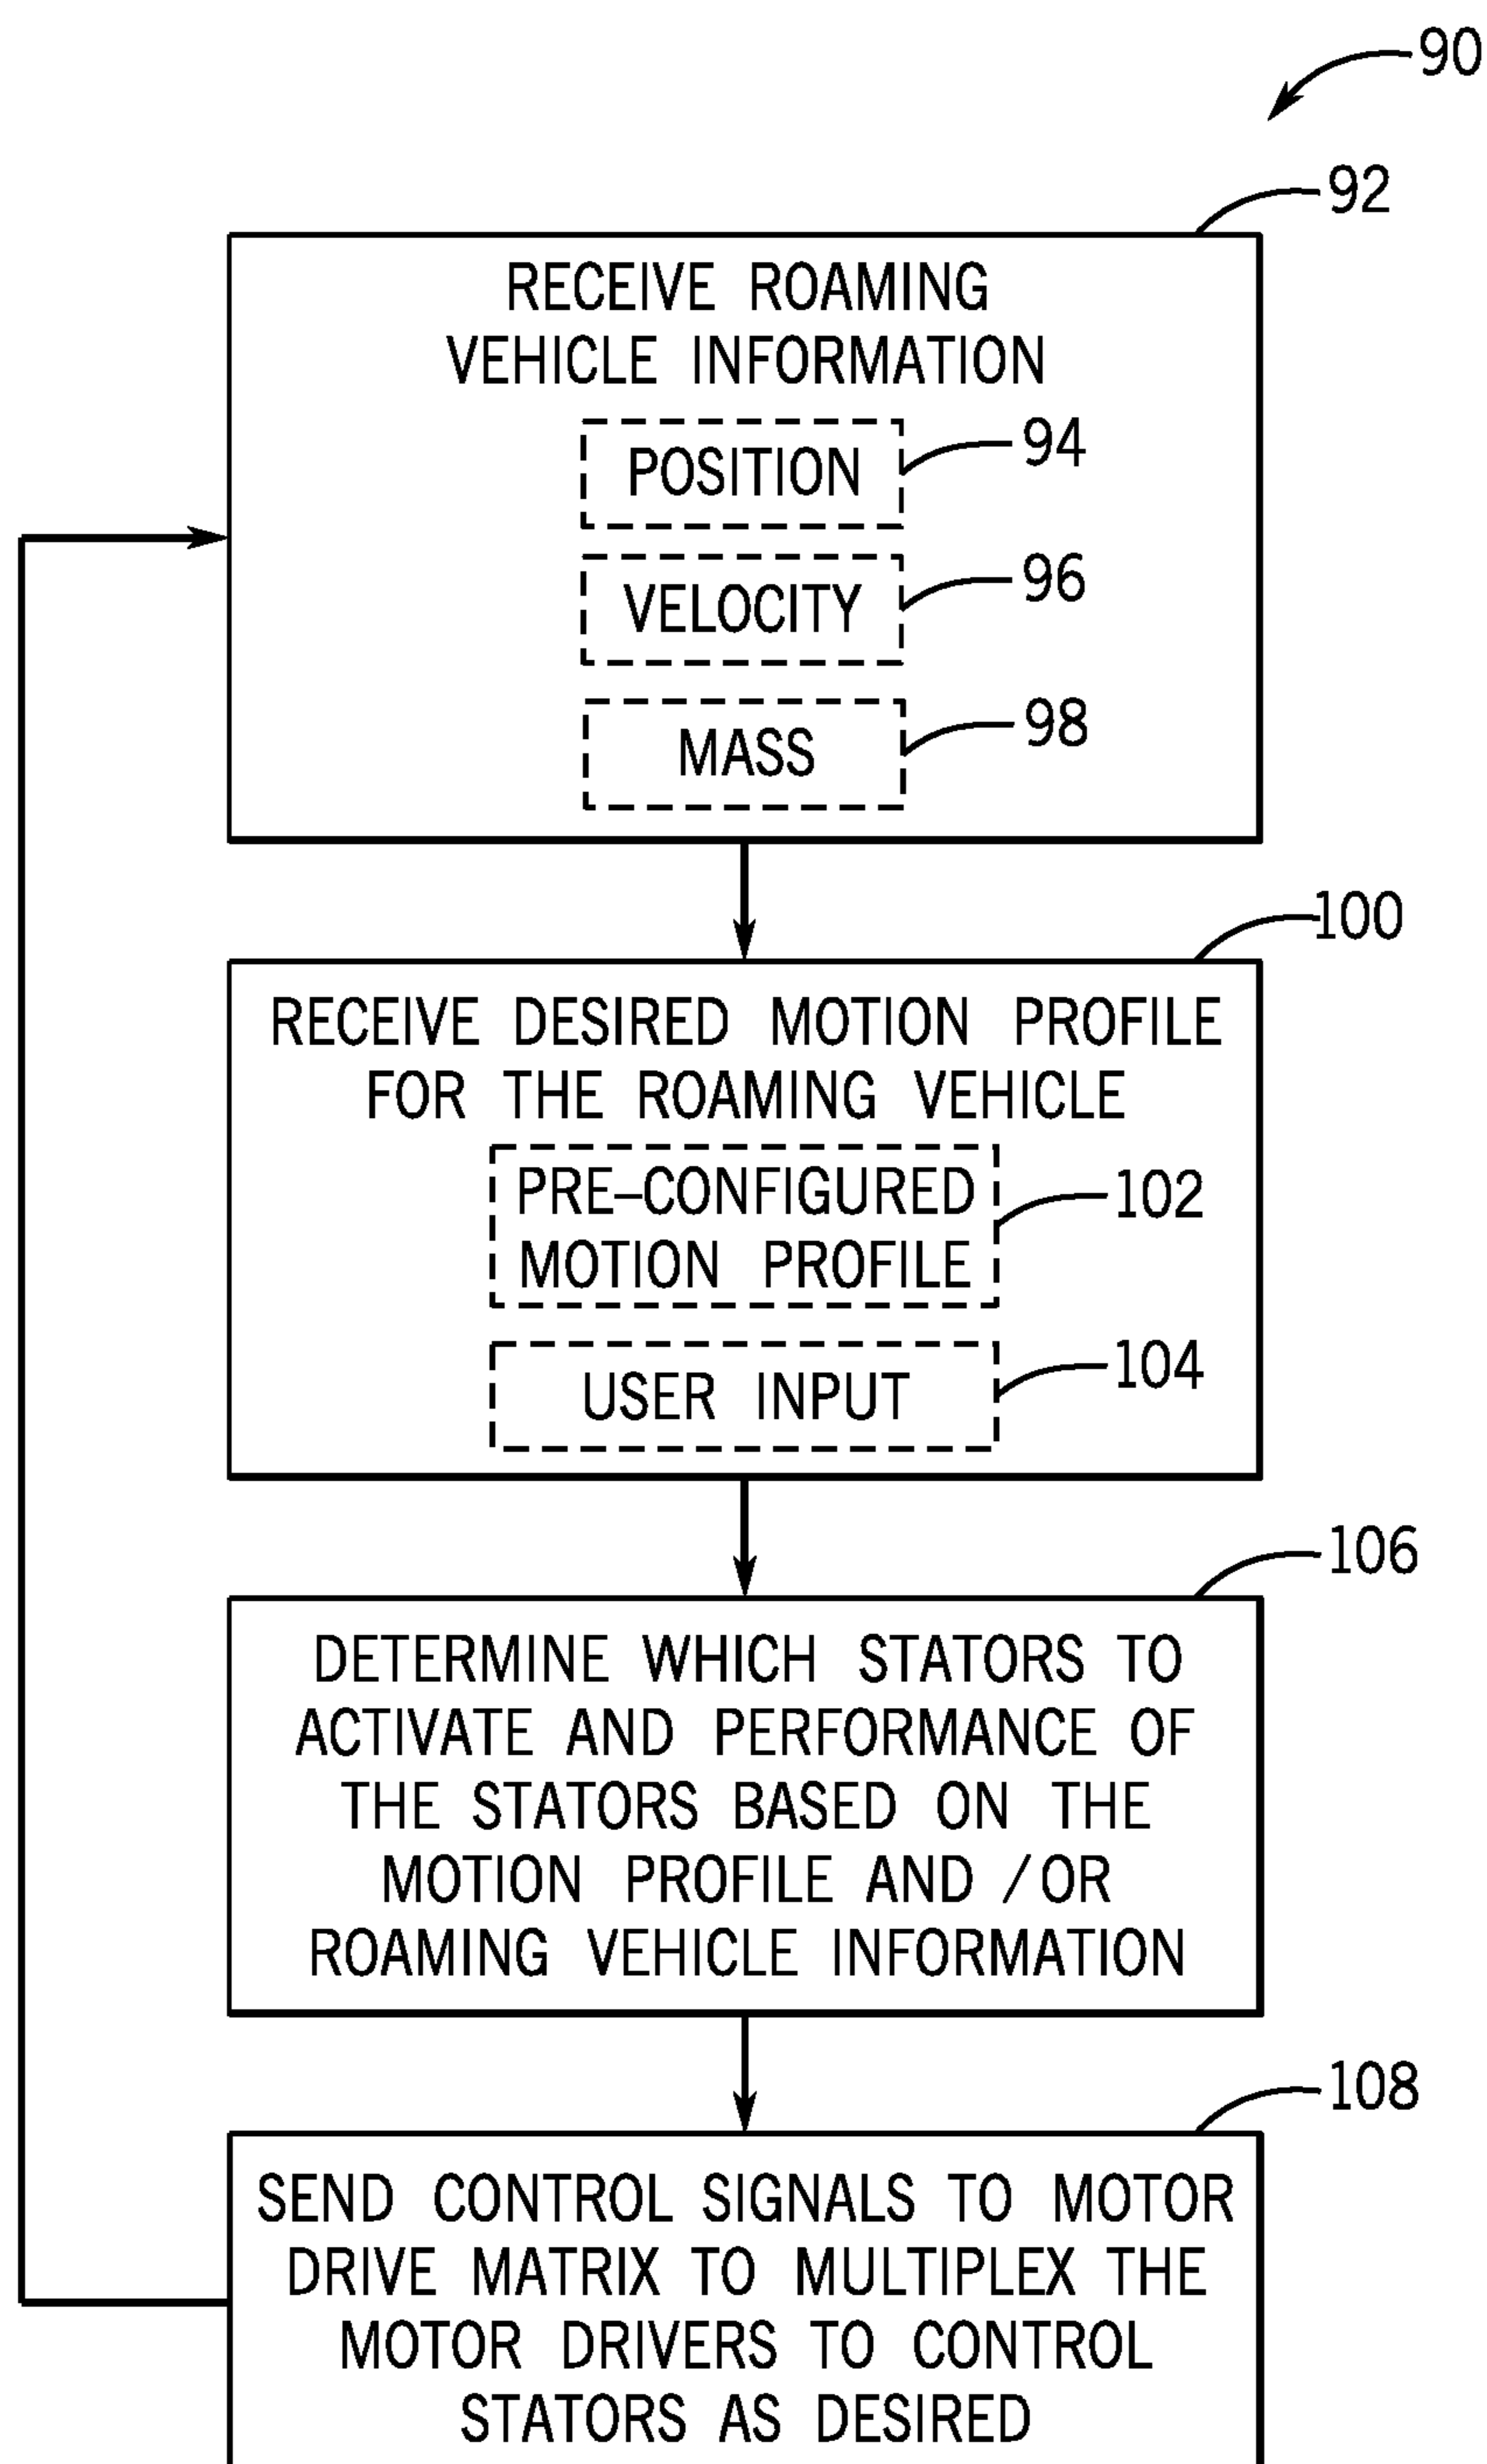 90
92
RECEIVE ROAMING
VEHICLE INFORMATION
POSITION
94
VELOCITY
96
MASS
98
100
RECEIVE DESIRED MOTION PROFILE
FOR THE ROAMING VEHICLE
PRE-CONFIGURED
MOTION PROFILE
102
USER INPUT
104
106
DETERMINE WHICH STATORS TO
ACTIVATE AND PERFORMANCE OF
THE STATORS BASED ON THE
MOTION PROFILE AND /OR
ROAMING VEHICLE INFORMATION
108
SEND CONTROL SIGNALS TO MOTOR
DRIVE MATRIX TO MULTIPLEX THE
MOTOR DRIVERS TO CONTROL
STATORS AS DESIRED